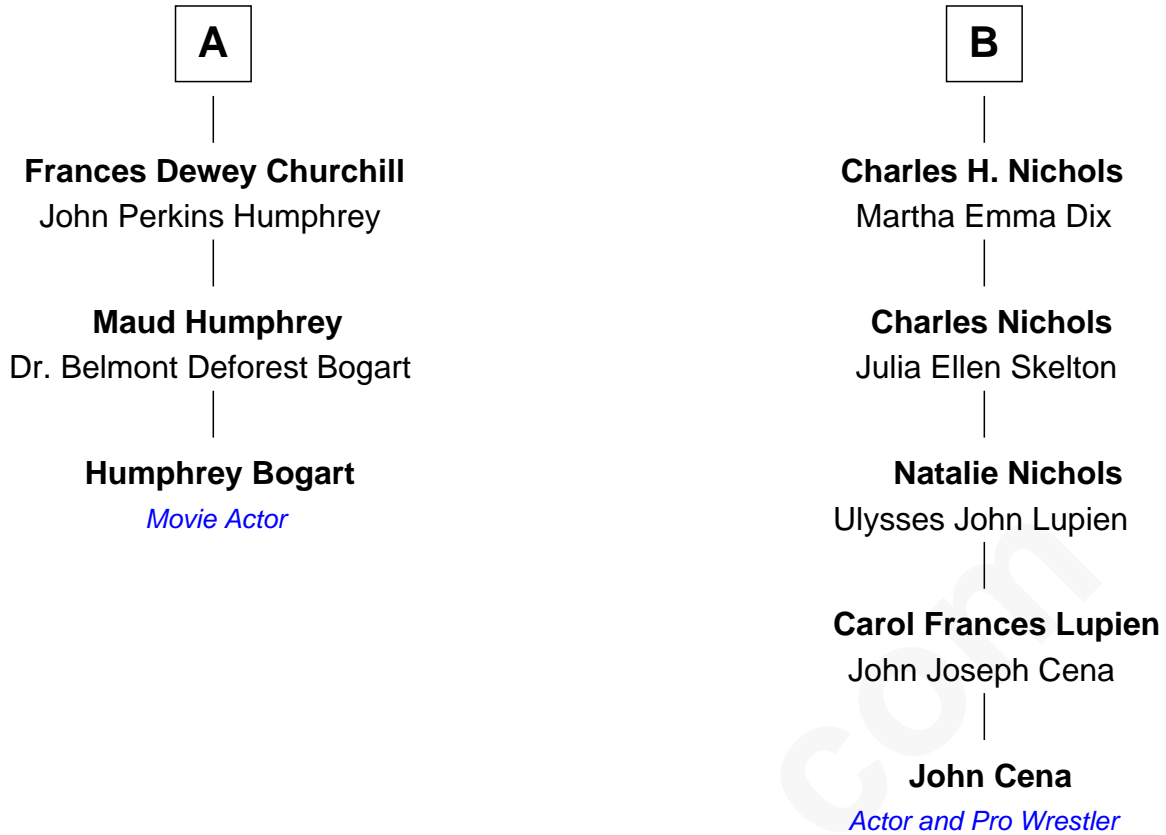 A
Frances Dewey Churchill
John Perkins Humphrey
Maud Humphrey
Dr. Belmont Deforest Bogart
Humphrey Bogart
Movie Actor
B
Charles H. Nichols
Martha Emma Dix
Charles Nichols
Julia Ellen Skelton
Natalie Nichols
Ulysses John Lupien
Carol Frances Lupien
John Joseph Cena
John Cena
Actor and Pro Wrestler
com